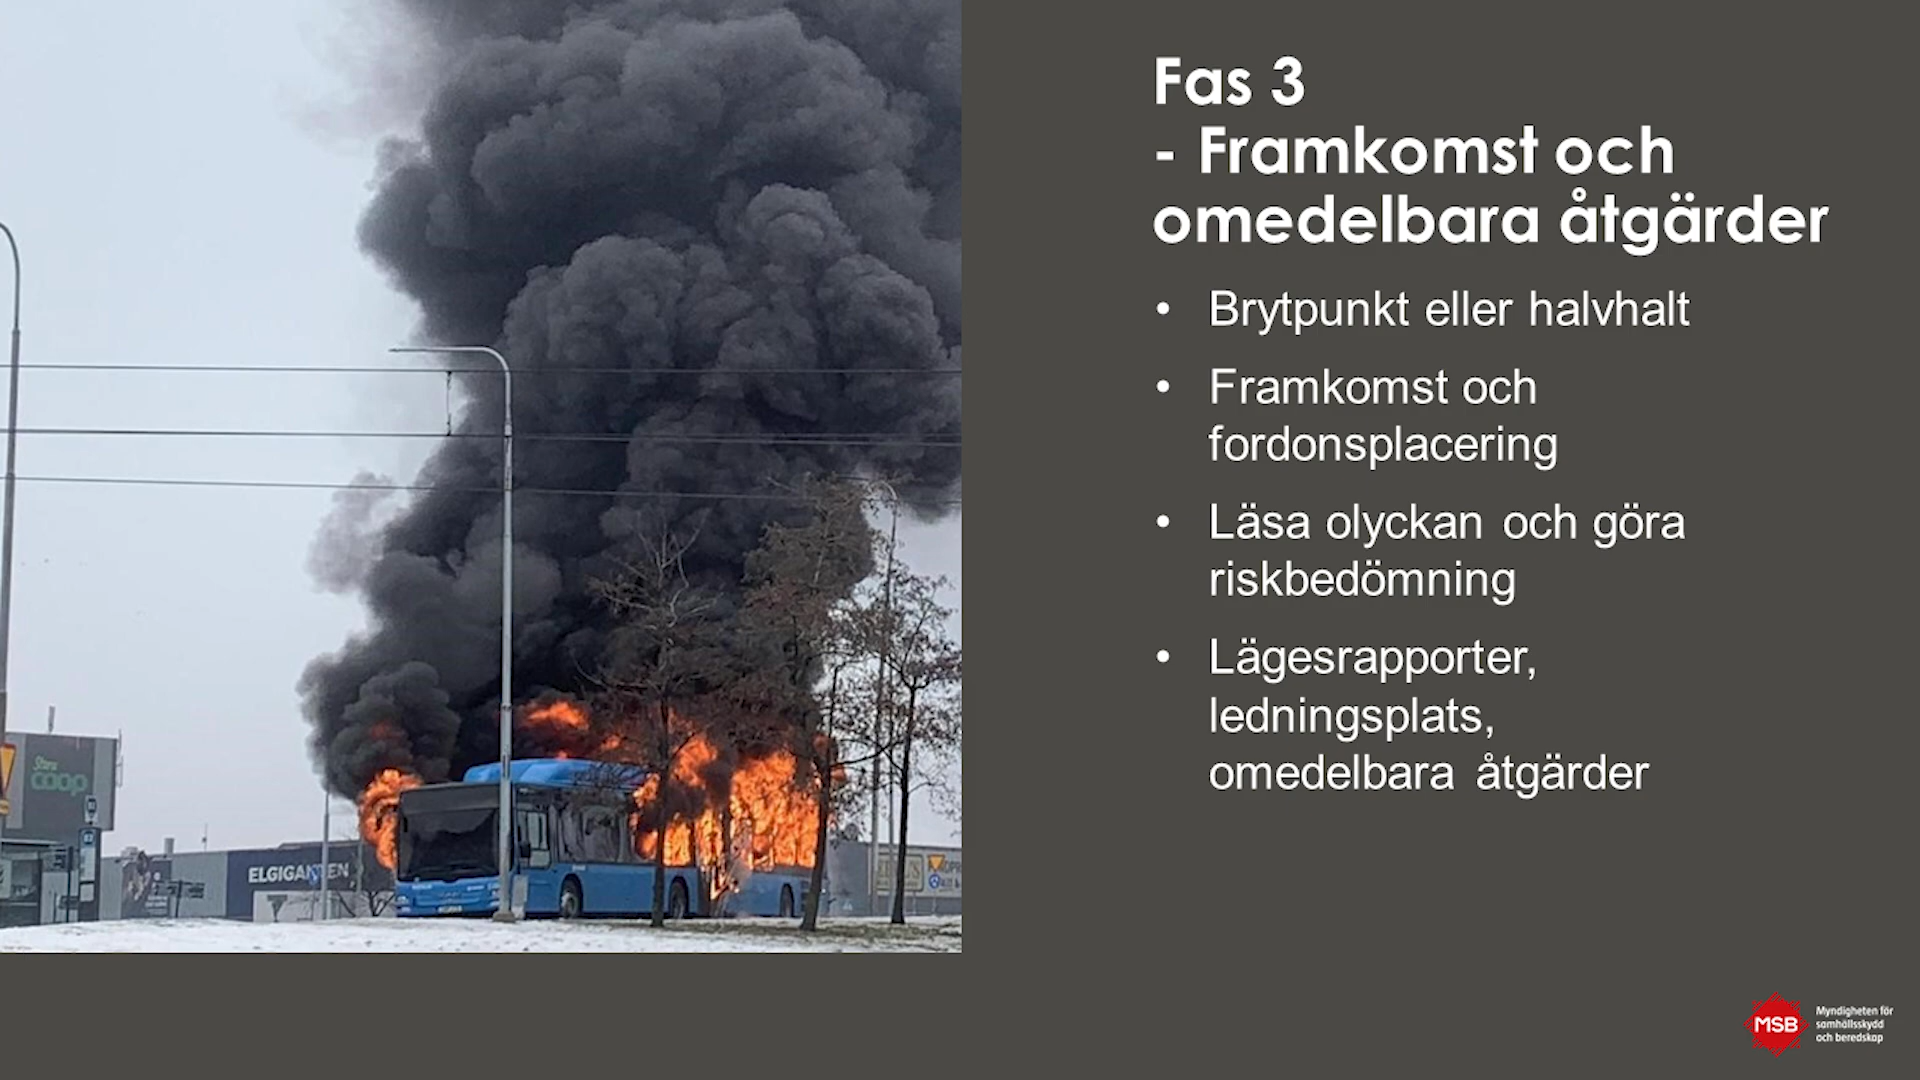 Fas 3
- Framkomst och
omedelbara åtgärder
• Brytpunkt eller halvhalt
• Framkomst och
fordonsplacering
• Läsa olyckan och göra
riskbedömning
• Lägesrapporter,
ledningsplats,
omedelbara åtgärder
Stora
coop
ELGIGANTEN
MSB
Myndigheten för
samhällsskydd
och beredskap